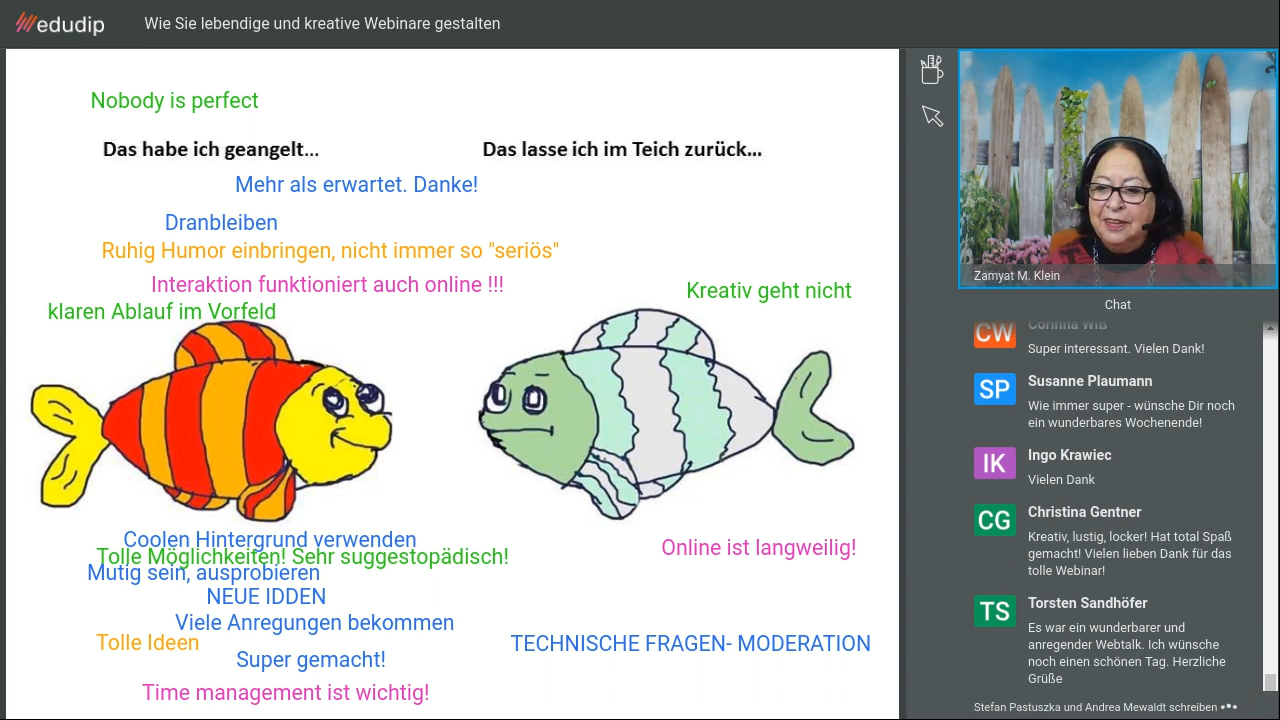 edudip
Wie Sie lebendige und kreative Webinare gestalten
Nobody is perfect
Das habe ich geangelt...
Das lasse ich im Teich zurück...
Mehr als erwartet. Danke!
Dranbleiben
Ruhig Humor einbringen, nicht immer so "seriös"
Interaktion funktioniert auch online !!!
Kreativ geht nicht
klaren Ablauf im Vorfeld
Coolen Hintergrund verwenden
Online ist langweilig!
Tolle Möglichkeiten! Sehr suggestopädisch!
Mutig sein, ausprobieren
NEUE IDDEN
Viele Anregungen bekommen
Tolle Ideen
TECHNISCHE FRAGEN- MODERATION
Super gemacht!
Time management ist wichtig!
Zamyat M. Klein
Chat
CW
Corinna Wiß
Super interessant. Vielen Dank!
SP
Susanne Plaumann
Wie immer super - wünsche Dir noch
ein wunderbares Wochenende!
IK
Ingo Krawiec
Vielen Dank
CG
Christina Gentner
Kreativ, lustig, locker! Hat total Spaß
gemacht! Vielen lieben Dank für das
tolle Webinar!
TS
Torsten Sandhöfer
Es war ein wunderbarer und
anregender Webtalk. Ich wünsche
noch einen schönen Tag. Herzliche
Grüße
Stefan Pastuszka und Andrea Mewaldt schreiben •••